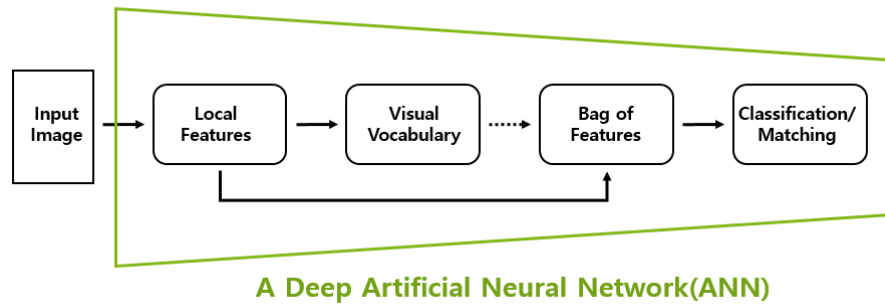 Input
Image
Local
Features
Visual
Vocabulary
Bag of
Features
Classification/
Matching
A Deep Artificial Neural Network(ANN)